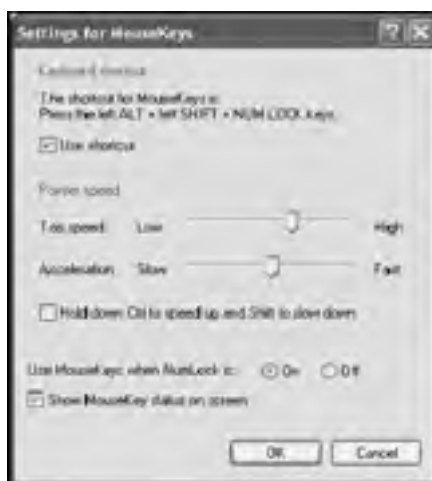 Settings for MouseKeys
Keyboard shortcut
The shortcut for MouseKeys is:
Press the left ALT + left SHIFT + NUM LOCK keys.
Use shortcut
Pointer speed
Top speed: Low High
Acceleration: Slow Fast
Hold down Ctrl to speed up and Shift to slow down
Use MouseKeys when NumLock is: On Off
Show MouseKey status on screen
OK Cancel